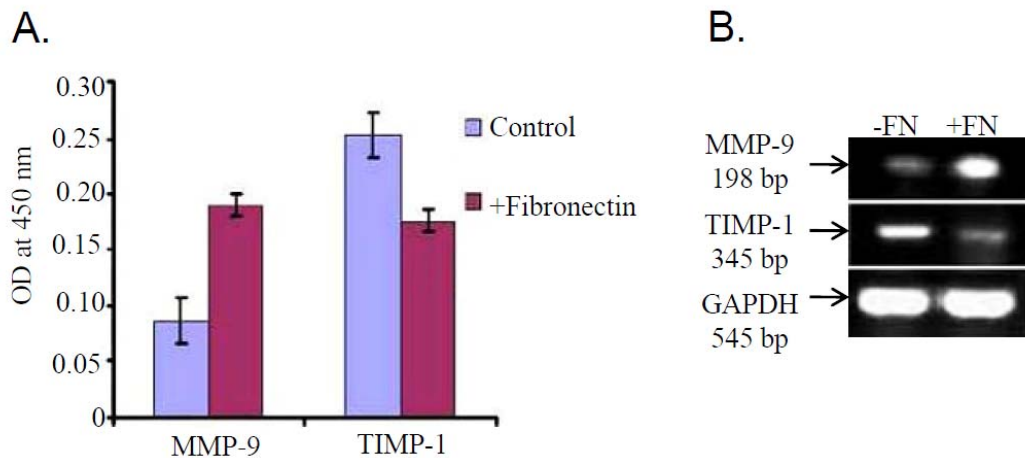 A.
OD at 450 nm
0.30
0.25
0.20
0.15
0.10
0.05
0
MMP-9
TIMP-1
Control
+Fibronectin
B.
-FN +FN
MMP-9
198 bp
TIMP-1
345 bp
GAPDH
545 bp